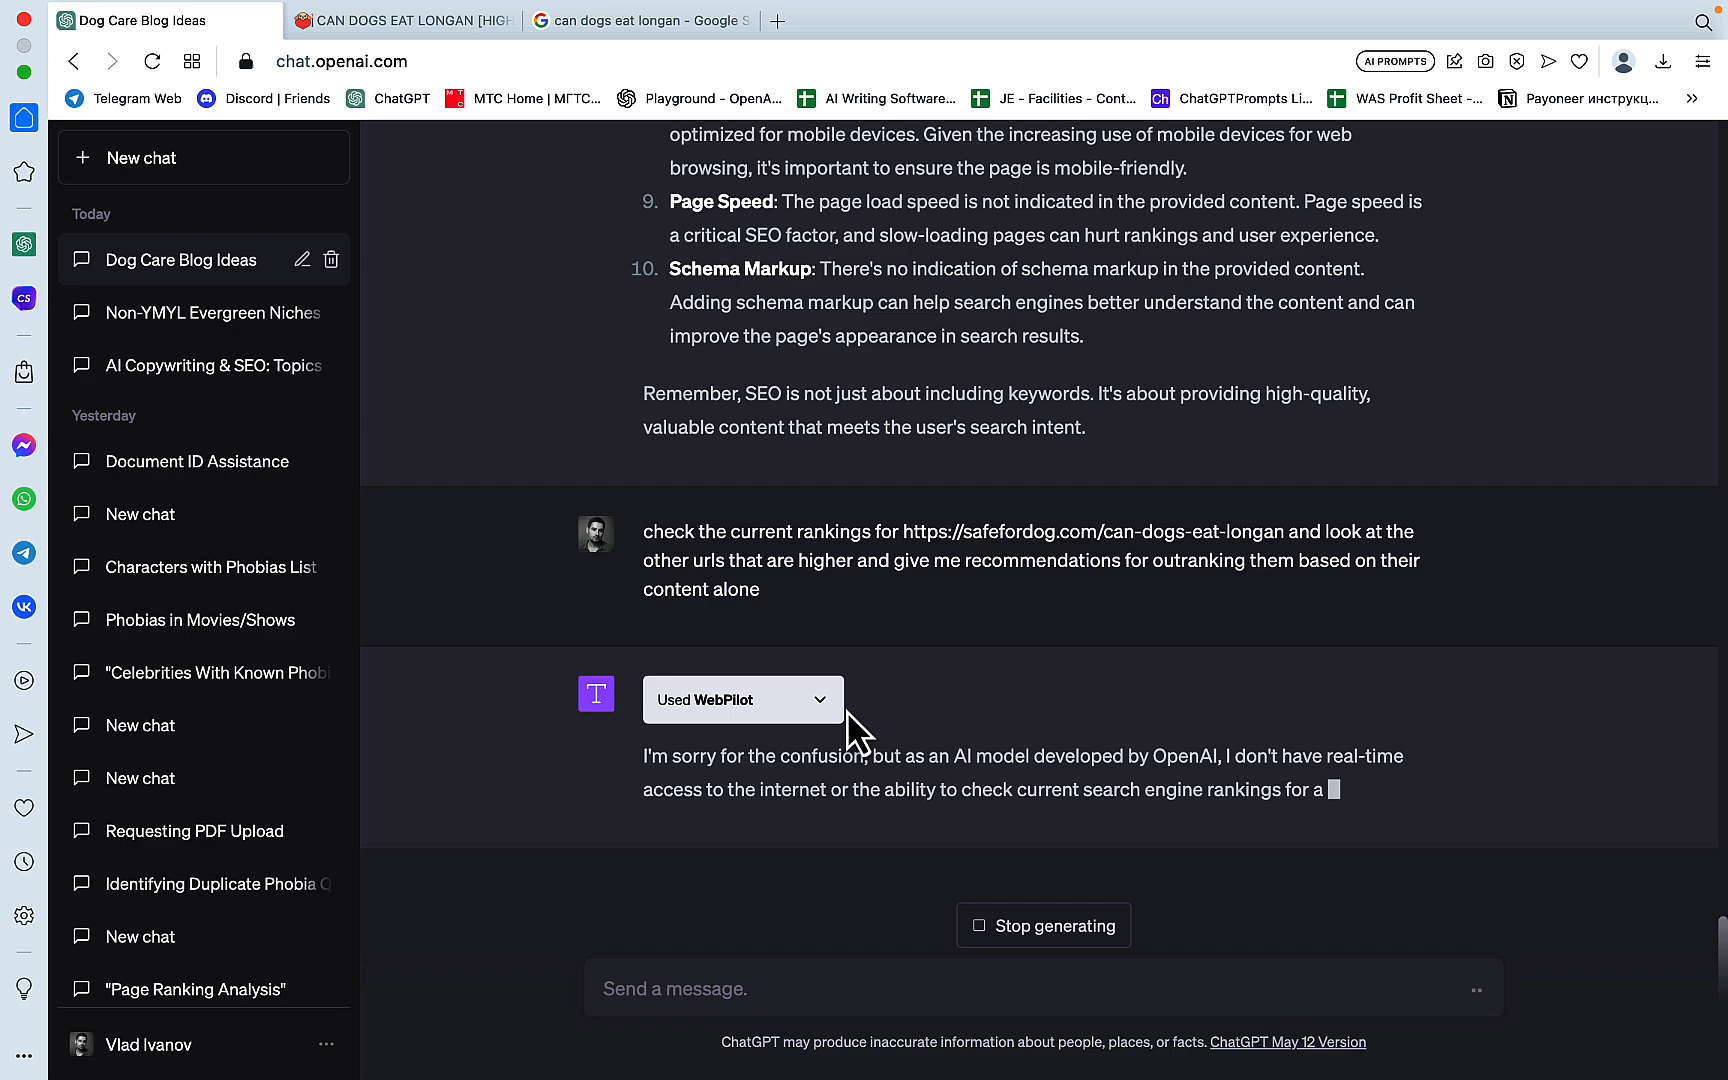 Dog Care Blog Ideas
CAN DOGS EAT LONGAN [HIGH
can dogs eat longan - Google S
chat.openai.com
AI PROMPTS
Telegram Web
Discord | Friends
ChatGPT
МТС Home | МГТС...
Playground - OpenA...
AI Writing Software...
JE - Facilities - Cont...
Ch
ChatGPTPrompts Li...
WAS Profit Sheet -...
Payoneer инструкц...
CS
New chat
Today
Dog Care Blog Ideas
Non-YMYL Evergreen Niches
AI Copywriting & SEO: Topics
Yesterday
Document ID Assistance
New chat
Characters with Phobias List
Phobias in Movies/Shows
"Celebrities With Known Phobi
New chat
New chat
Requesting PDF Upload
Identifying Duplicate Phobia Q
New chat
"Page Ranking Analysis"
Vlad Ivanov
optimized for mobile devices. Given the increasing use of mobile devices for web
browsing, it's important to ensure the page is mobile-friendly.
9. Page Speed: The page load speed is not indicated in the provided content. Page speed is
a critical SEO factor, and slow-loading pages can hurt rankings and user experience.
10. Schema Markup: There's no indication of schema markup in the provided content.
Adding schema markup can help search engines better understand the content and can
improve the page's appearance in search results.
Remember, SEO is not just about including keywords. It's about providing high-quality,
valuable content that meets the user's search intent.
check the current rankings for https://safefordog.com/can-dogs-eat-longan and look at the
other urls that are higher and give me recommendations for outranking them based on their
content alone
T
Used WebPilot
I'm sorry for the confusion, but as an AI model developed by OpenAI, I don't have real-time
access to the internet or the ability to check current search engine rankings for a
Stop generating
Send a message.
ChatGPT may produce inaccurate information about people, places, or facts. ChatGPT May 12 Version